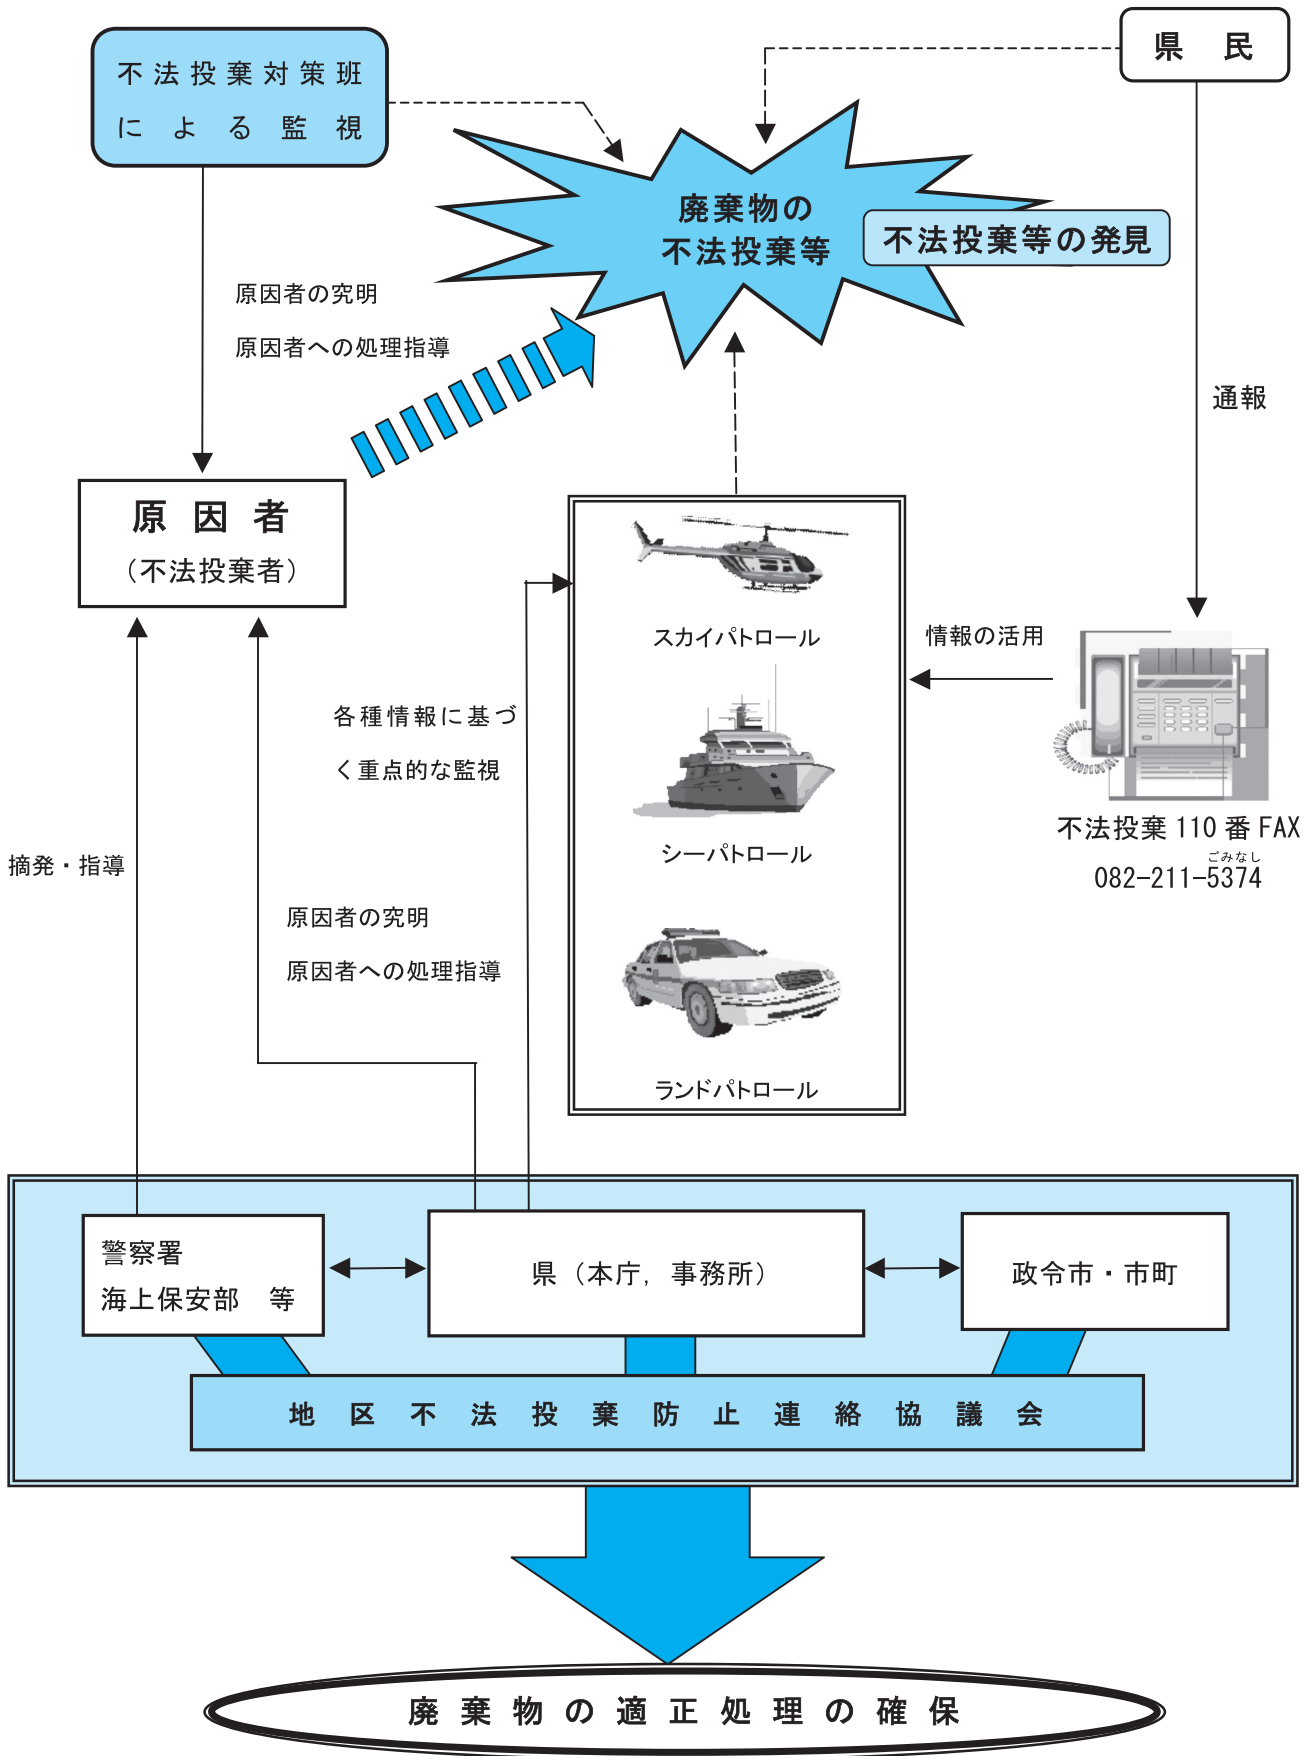 不法投棄対策班
による監視
県　民
廃棄物の
不法投棄等
不法投棄等の発見
原因者の究明
原因者への処理指導
通報
原因者
（不法投棄者）
スカイパトロール
情報の活用
各種情報に基づ
く重点的な監視
シーパトロール
不法投棄110番FAX
ごみなし
082-211-5374
摘発・指導
原因者の究明
原因者への処理指導
ランドパトロール
警察署
海上保安部　等
県（本庁，事務所）
政令市・市町
地区不法投棄防止連絡協議会
廃棄物の適正処理の確保